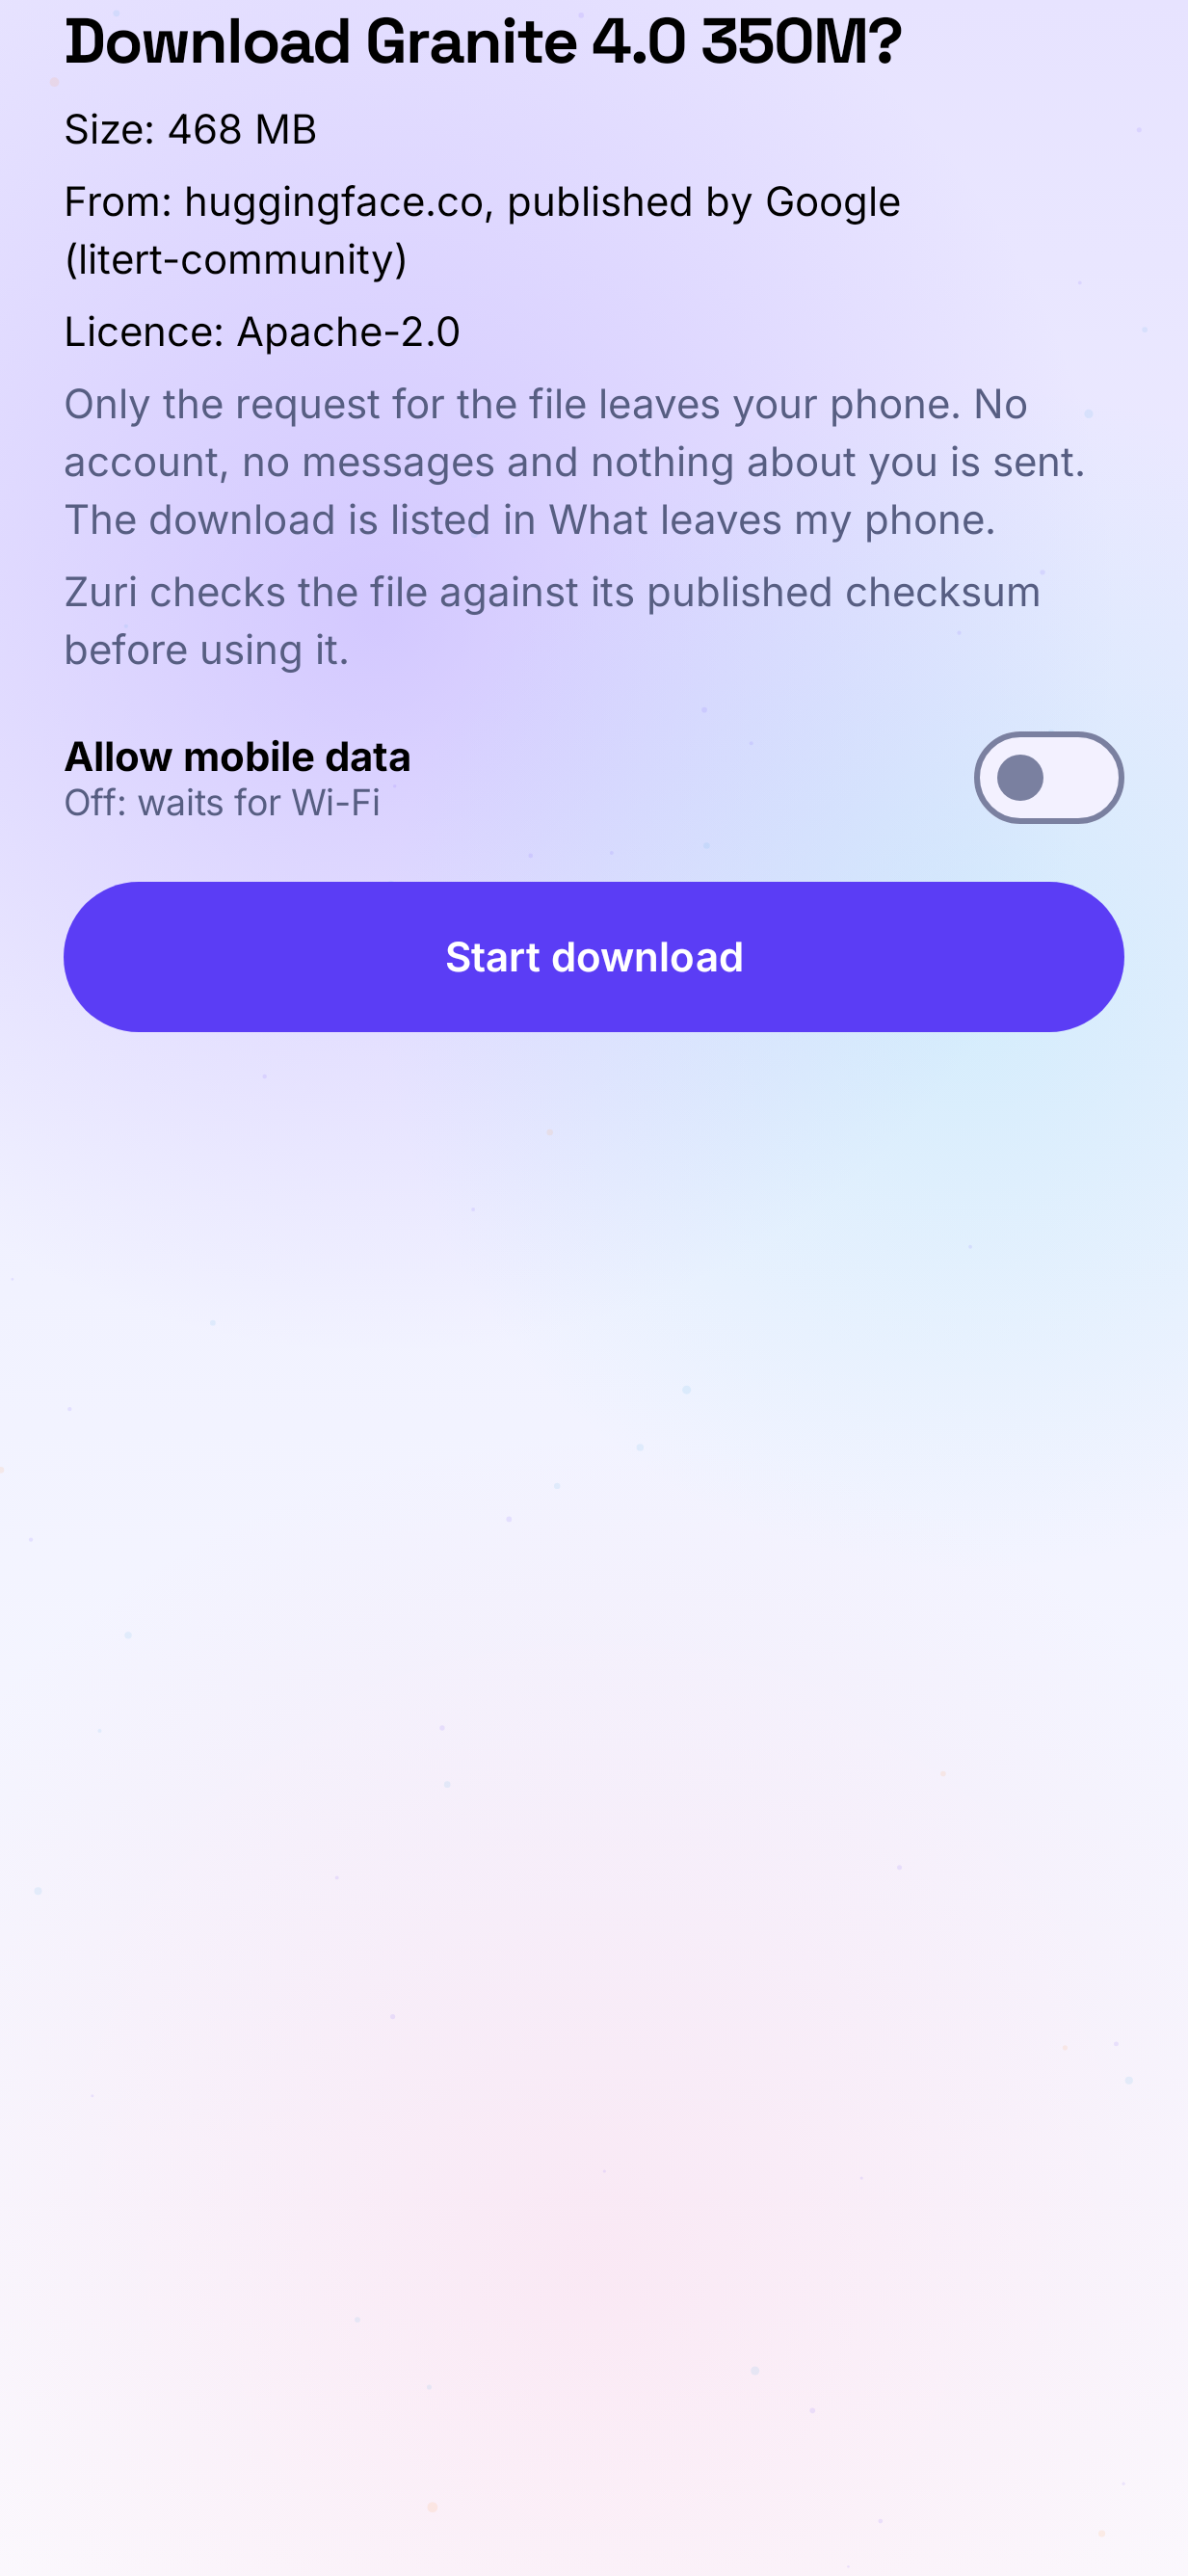 Download Granite 4.0 350M?
Size: 468 MB
From: huggingface.co, published by Google
(litert-community)
Licence: Apache-2.0
Only the request for the file leaves your phone. No
account, no messages and nothing about you is sent.
The download is listed in What leaves my phone.
Zuri checks the file against its published checksum
before using it.
Allow mobile data
Off: waits for Wi-Fi
Start download